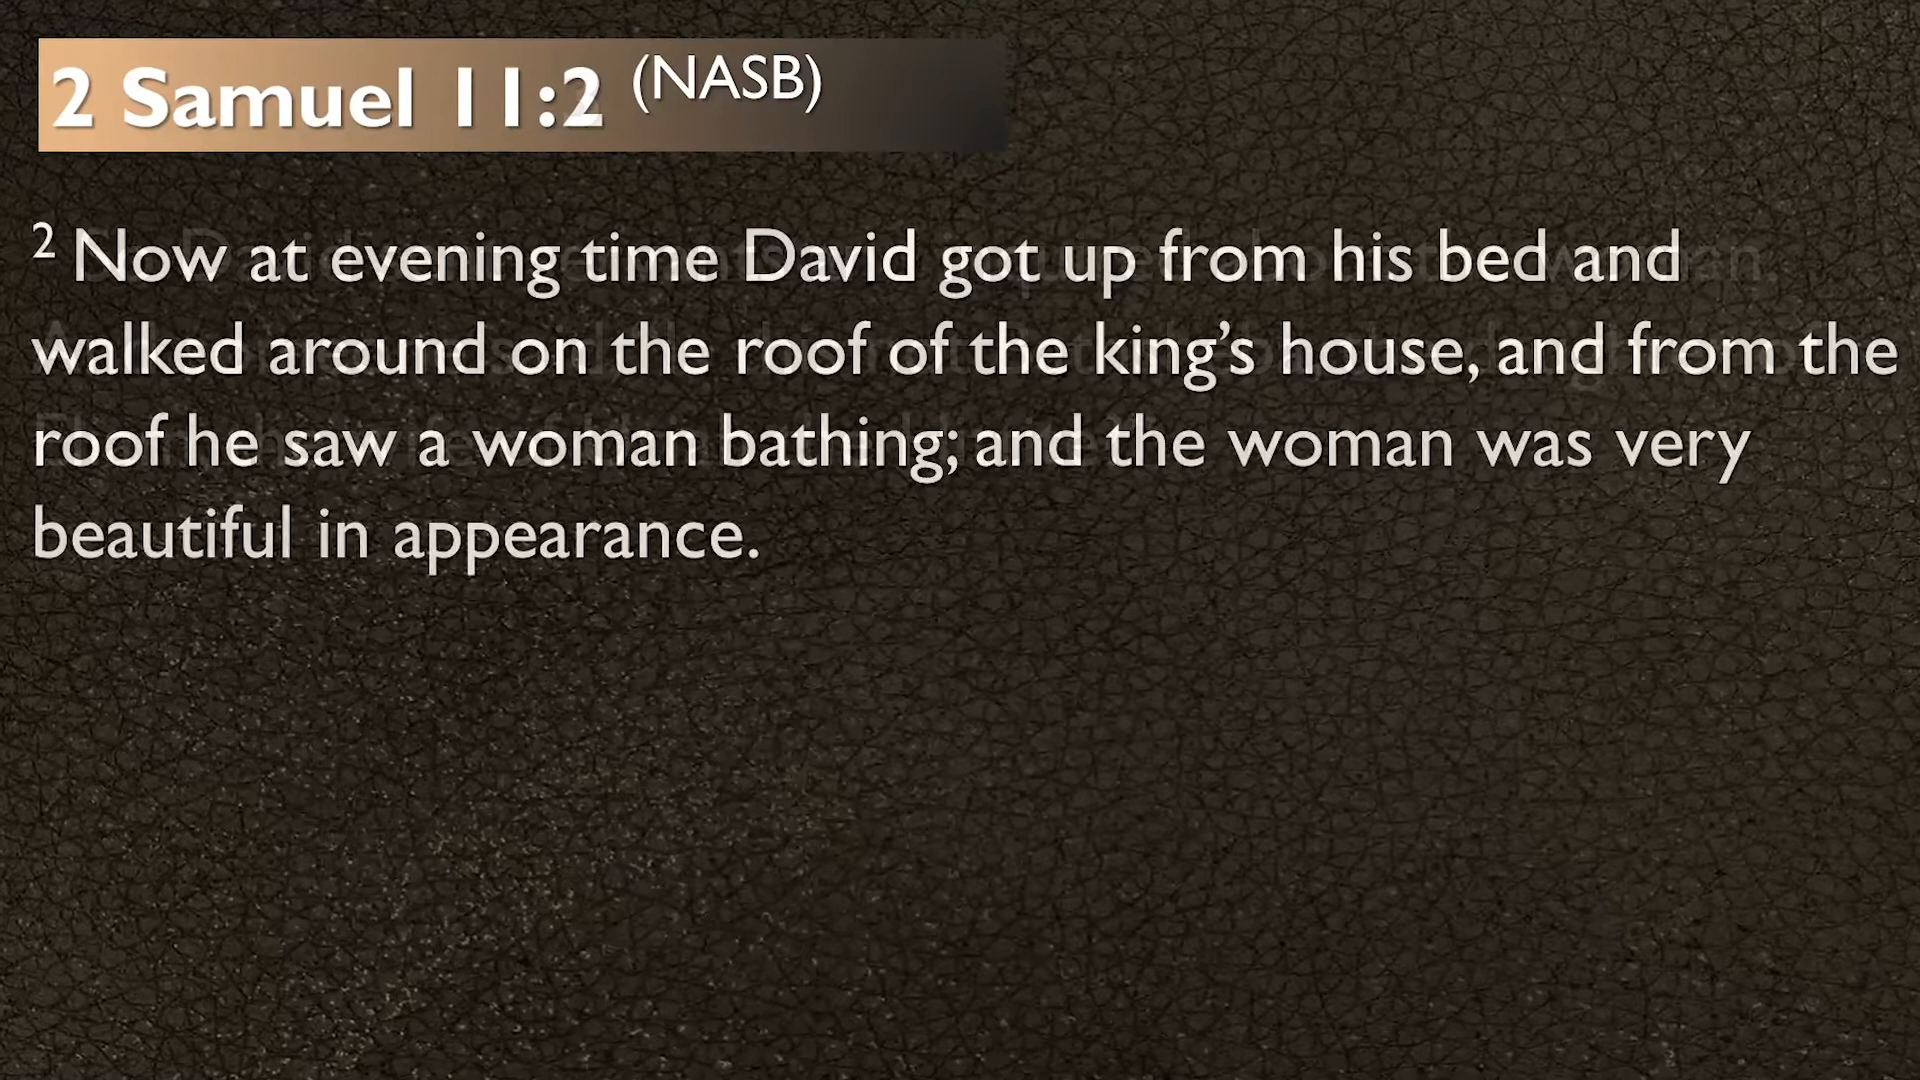 2 Samuel 11:2 (NASB)
2 Now at evening time David got up from his bed and
walked around on the roof of the king’s house, and from the
roof he saw a woman bathing; and the woman was very
beautiful in appearance.